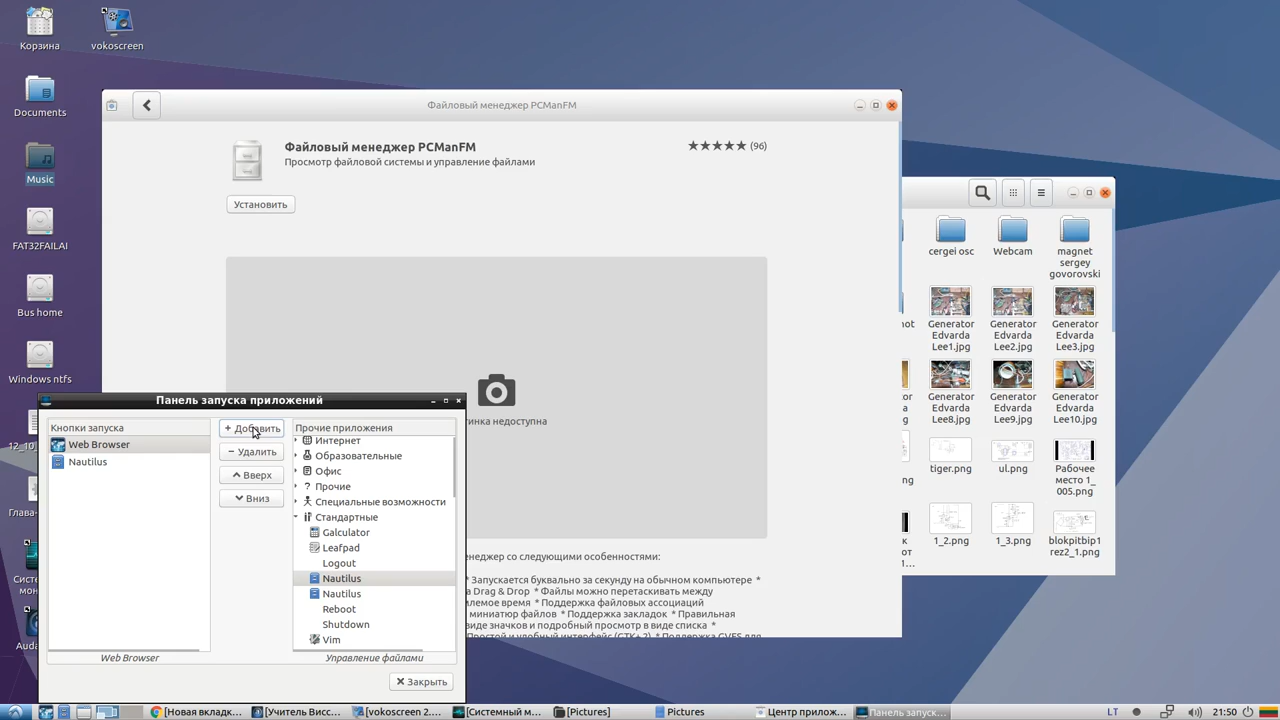 Корзина
vokoscreen
Documents
Music
FAT32FAILAI
Bus home
Windows ntfs
Файловый менеджер PCManFM
Файловый менеджер PCManFM
Просмотр файловой системы и управление файлами
(96)
Установить
cergei osc
Webcam
magnet
sergey
govorovski
Generator
Edvarda
Lee1.jpg
Generator
Edvarda
Lee2.jpg
Generator
Edvarda
Lee3.jpg
Generator
Edvarda
Lee8.jpg
Generator
Edvarda
Lee9.jpg
Generator
Edvarda
Lee10.jpg
tiger.png
ul.png
Рабочее
место 1_
005.png
1_2.png
1_3.png
blokpitbip1
rez2_1.png
Панель запуска приложений
Кнопки запуска
Web Browser
Nautilus
Добавить
Удалить
Вверх
Вниз
Прочие приложения
Интернет
Образовательные
Офис
? Прочие
Специальные возможности
Стандартные
Galculator
Leafpad
Logout
Nautilus
Nautilus
Reboot
Shutdown
Vim
Web Browser
Управление файлами
Закрыть
недоступна
со следующими особенностями:
* Запускается буквально за секунду на обычном компьютере *
Drag & Drop * Файлы можно перетаскивать между
время * Поддержка файловых ассоциаций
миниатюр файлов * Поддержка закладок * Правильная
виде значков и подробный просмотр в виде списка *
[Новая вкладк...
[Учитель Висс...
[vokoscreen 2....
[Системный м...
[Pictures]
Pictures
Центр прилож...
Панель запуск...
LT
21:50